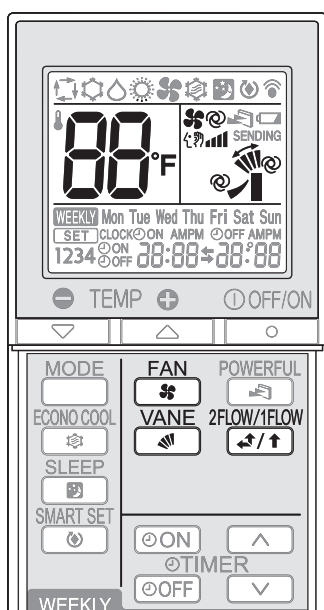 88°F
SENDING
WEEKLY Mon Tue Wed Thu Fri Sat Sun
SET CLOCK ON AMPM OFF AMPM
1234 ON 88:88 88:88
OFF
TEMP OFF/ON
MODE FAN POWERFUL
ECONO COOL VANE 2FLOW/1FLOW
/
SLEEP
SMART SET
ON
TIMER
OFF
WEEKLY